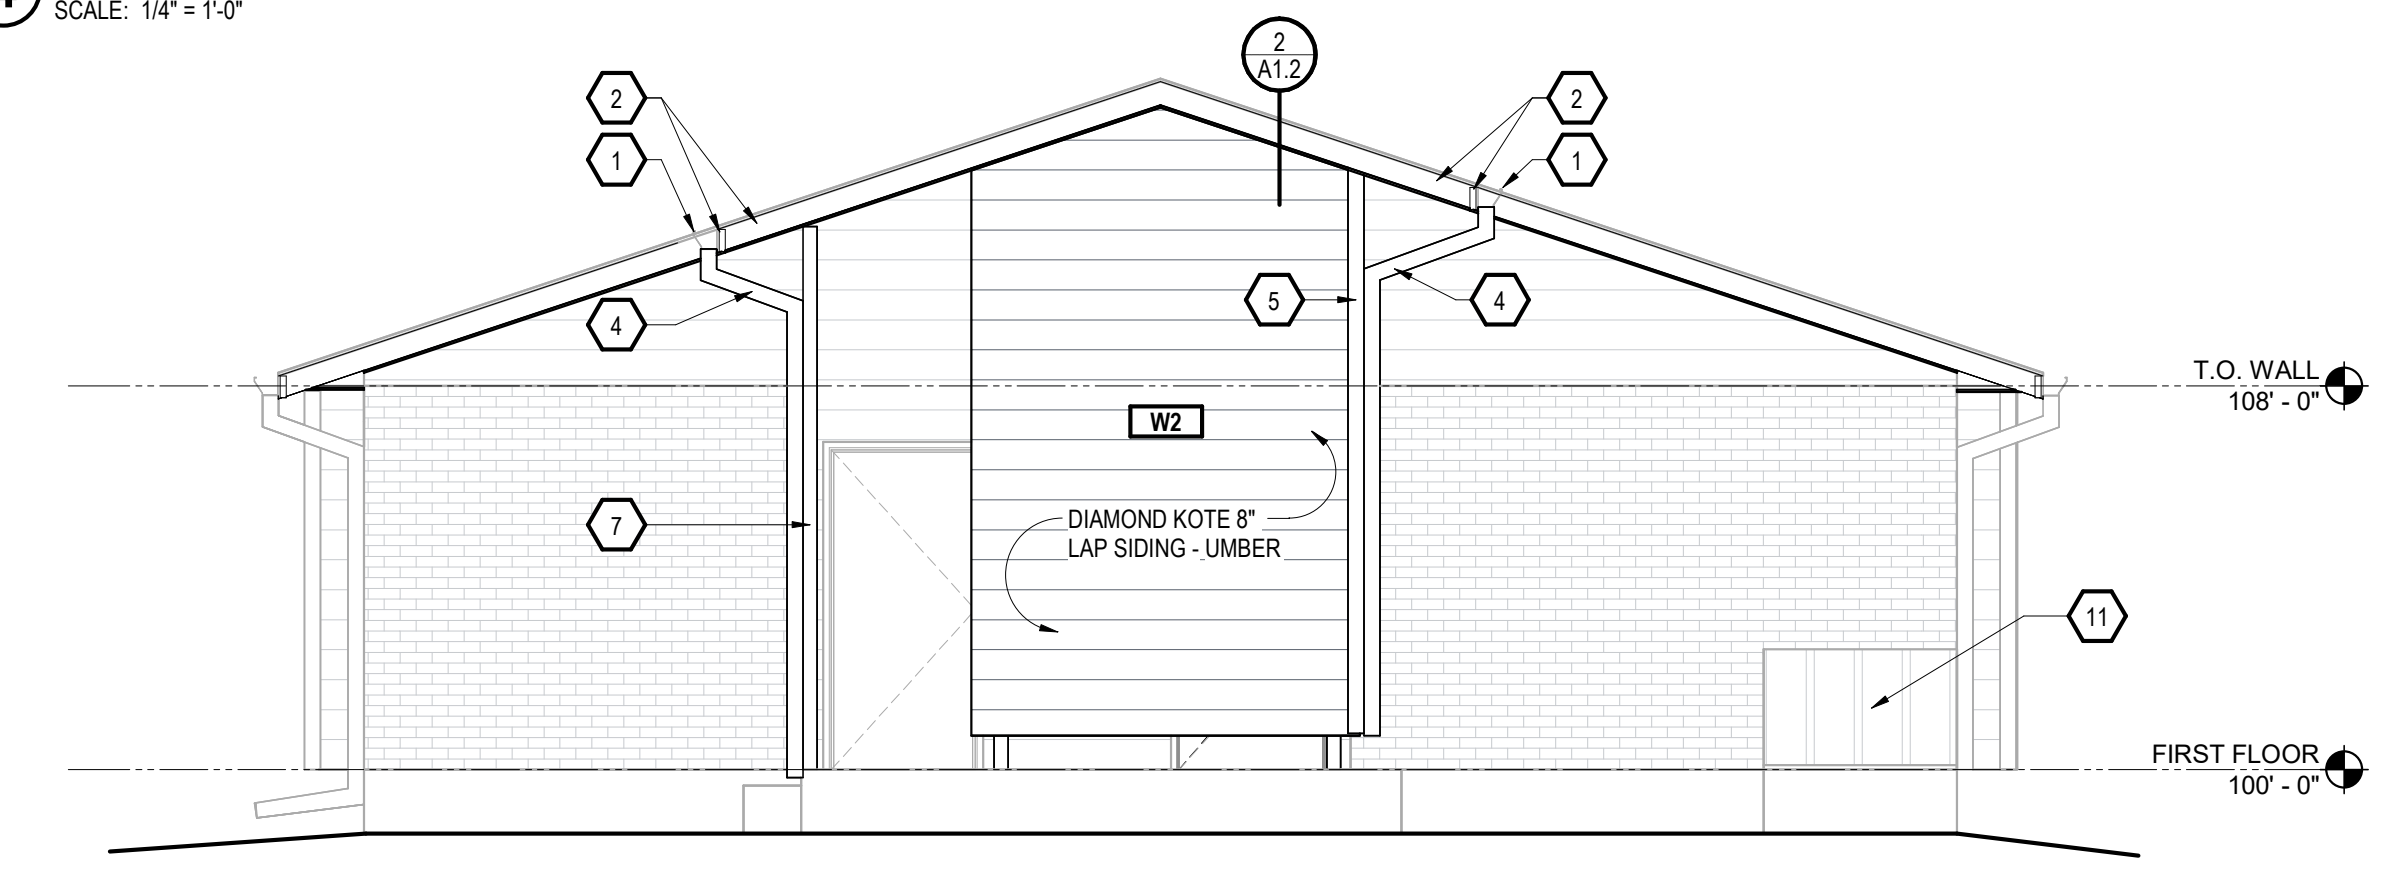 SCALE: 1/4" = 1'-0"
2
A1.2
2
2
1
1
5
4
4
T.O. WALL
108' - 0"
W2
7
DIAMOND KOTE 8"
LAP SIDING - UMBER
11
FIRST FLOOR
100' - 0"